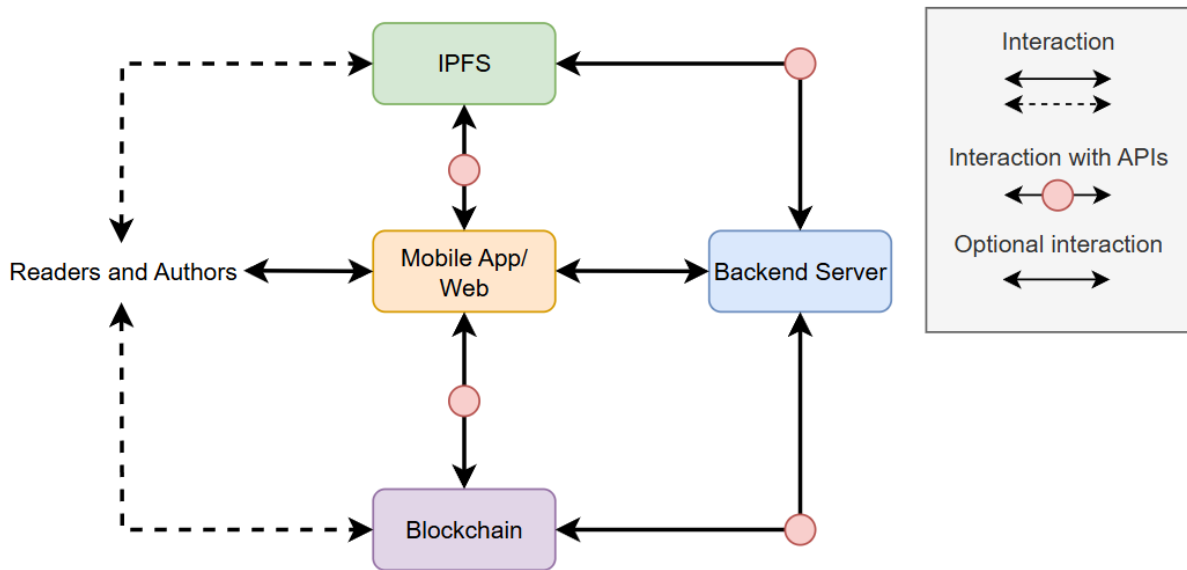 IPFS
Readers and Authors
Mobile App/
Web
Backend Server
Blockchain
Interaction
Interaction with APIs
Optional interaction